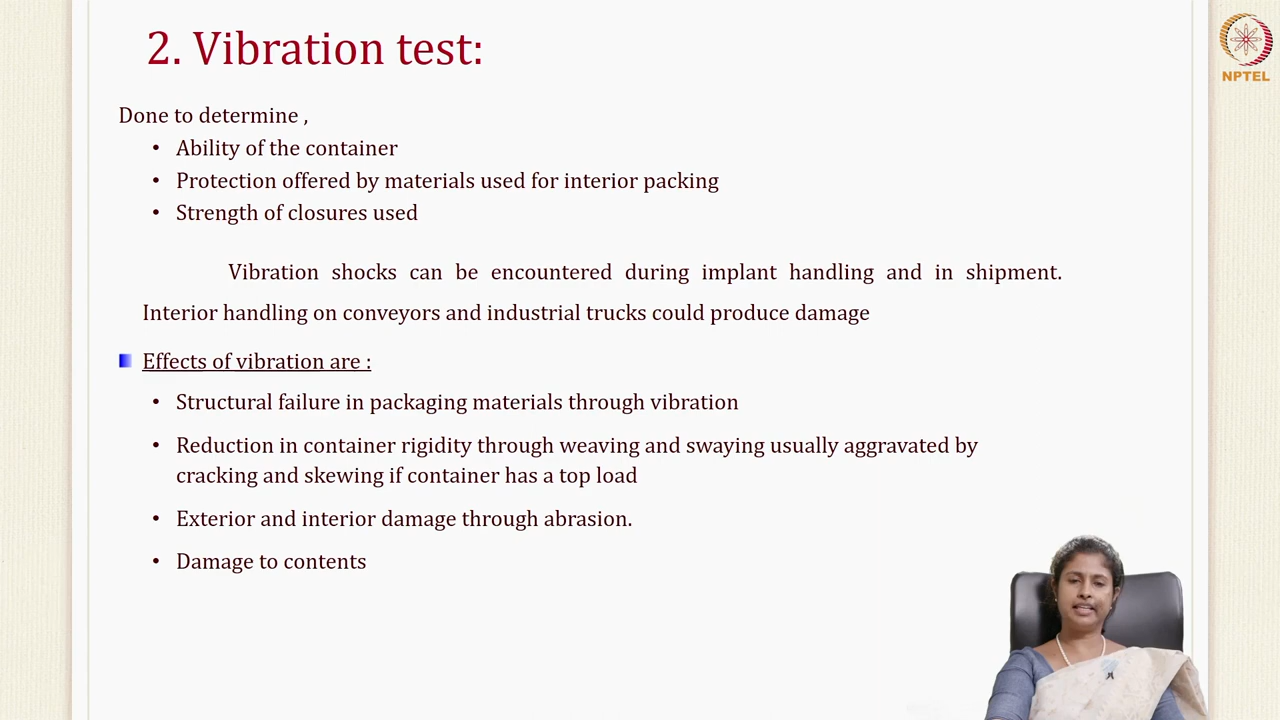 2. Vibration test:
NPTEL
Done to determine ,
• Ability of the container
• Protection offered by materials used for interior packing
• Strength of closures used
Vibration shocks can be encountered during implant handling and in shipment.
Interior handling on conveyors and industrial trucks could produce damage
Effects of vibration are :
• Structural failure in packaging materials through vibration
• Reduction in container rigidity through weaving and swaying usually aggravated by
cracking and skewing if container has a top load
• Exterior and interior damage through abrasion.
• Damage to contents